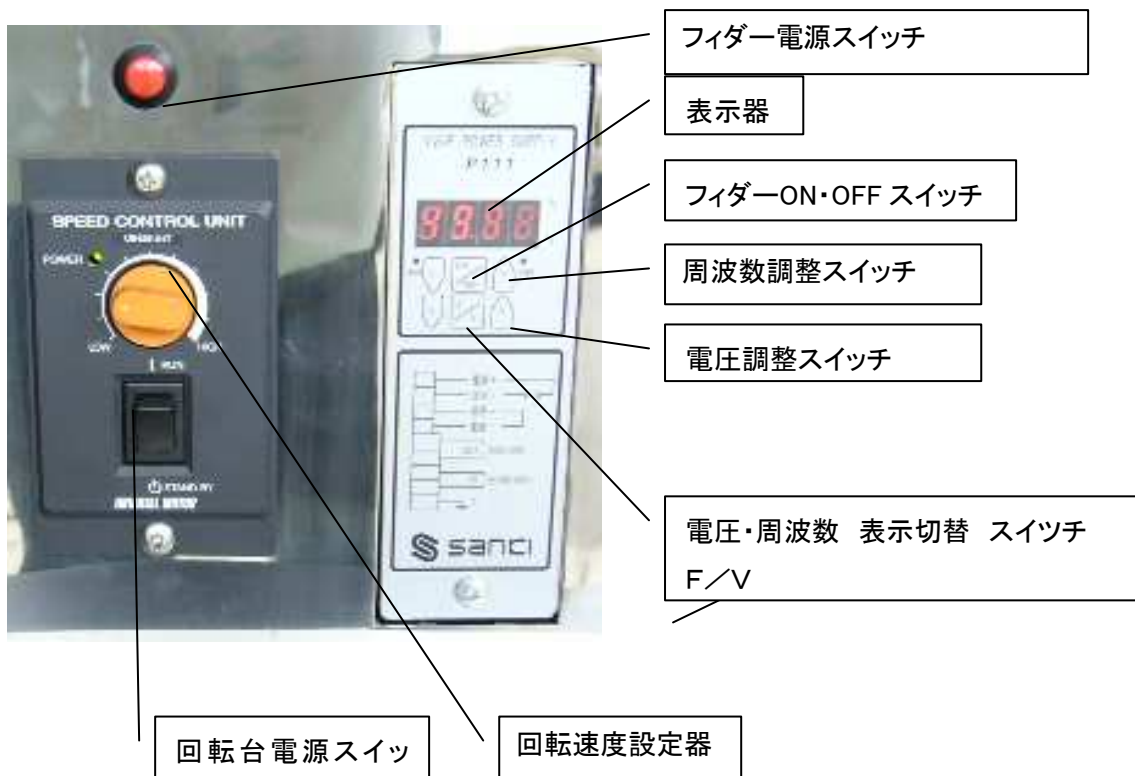 フィダー電源スイッチ
表示器
フィダーON・OFF スイッチ
周波数調整スイッチ
電圧調整スイッチ
電圧・周波数 表示切替 スイツチ
F／V
P111
SPEED CONTROL UNIT
POWER
LOW
RUN
STAND BY
sanci
回転台電源スイッ
回転速度設定器